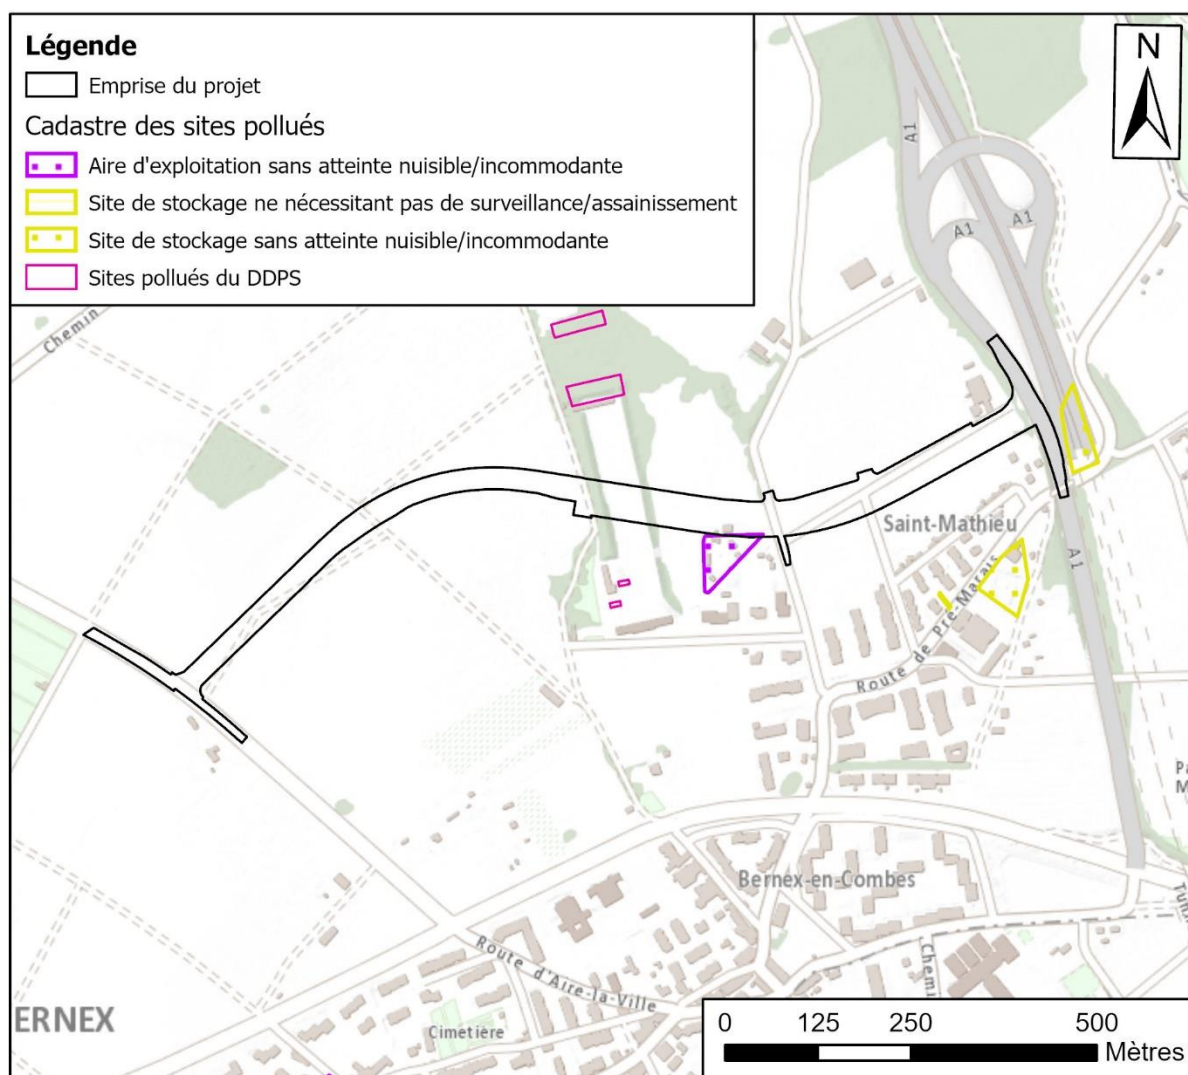 Légende
Emprise du projet
Cadastre des sites pollués
Aire d'exploitation sans atteinte nuisible/incommodante
Site de stockage ne nécessitant pas de surveillance/assainissement
Site de stockage sans atteinte nuisible/incommodante
Sites pollués du DDPS
N
A1
A1
A1
Chemin
Saint-Mathieu
A1
Route de Pré-Marais
Bernex-en-Combes
Route d'Aire-la-Ville
Chemi
ERNEX
Cimetière
0 125 250 500
Mètres